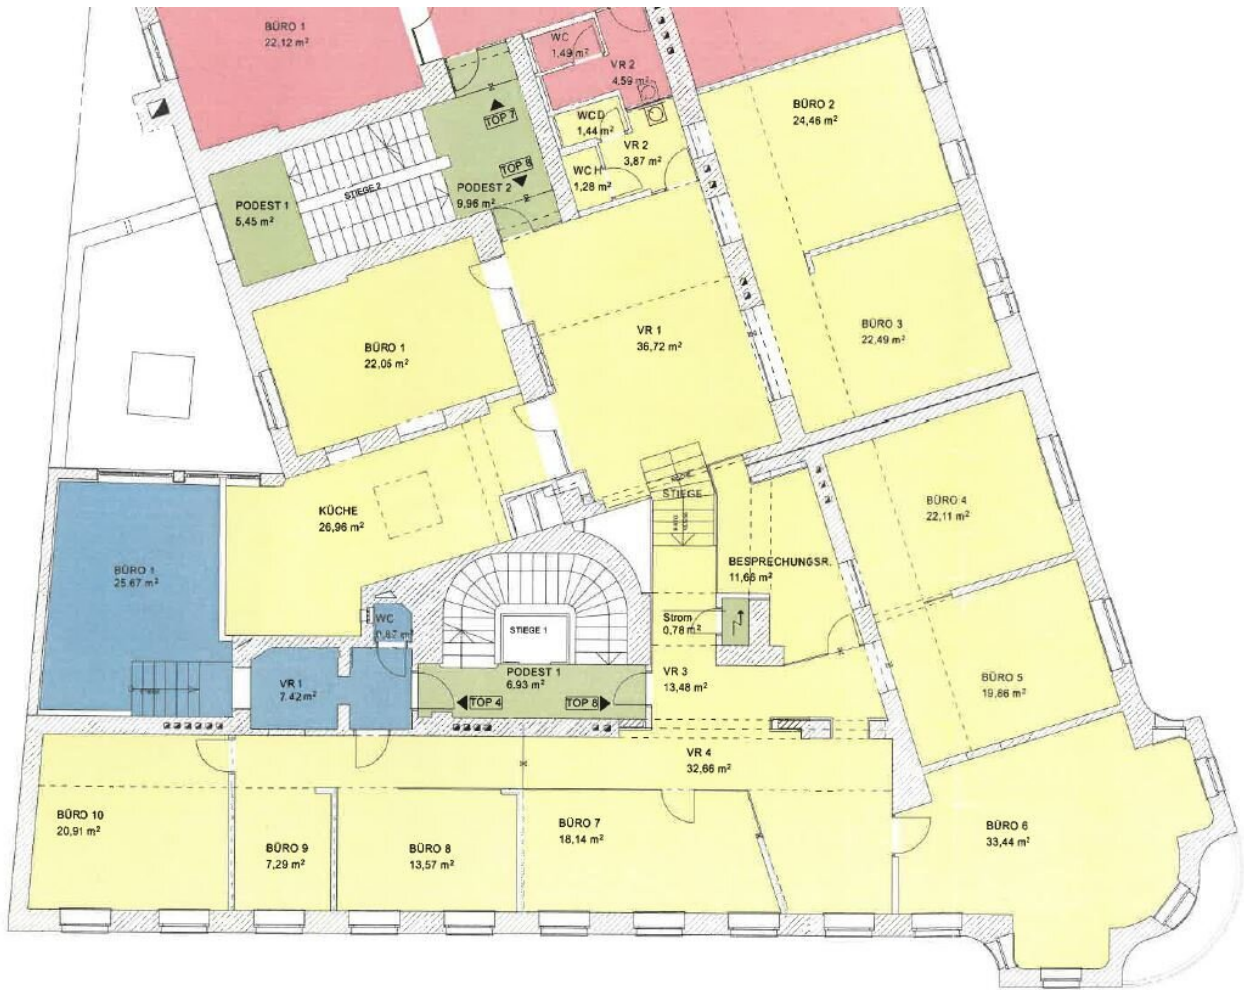 BÜRO 1
22,12 m²
WC
1,49 m²
VR 2
4,59 m²
BÜRO 2
24,46 m²
TOP 7
WC D
1,44 m²
VR 2
3,87 m²
TOP 8
WC H
1,28 m²
PODEST 2
9,96 m²
STIEGE 2
PODEST 1
5,45 m²
BÜRO 1
22,05 m²
VR 1
36,72 m²
BÜRO 3
22,49 m²
KÜCHE
26,96 m²
STIEGE
BÜRO 4
22,11 m²
BÜRO 1
25,67 m²
BESPRECHUNGSR.
11,66 m²
WC
STIEGE 1
Strom
0,78 m²
VR 1
7,42 m²
PODEST 1
6,93 m²
TOP 4
TOP 8
VR 3
13,48 m²
BÜRO 5
19,86 m²
VR 4
32,66 m²
BÜRO 10
20,91 m²
BÜRO 9
7,29 m²
BÜRO 8
13,57 m²
BÜRO 7
18,14 m²
BÜRO 6
33,44 m²